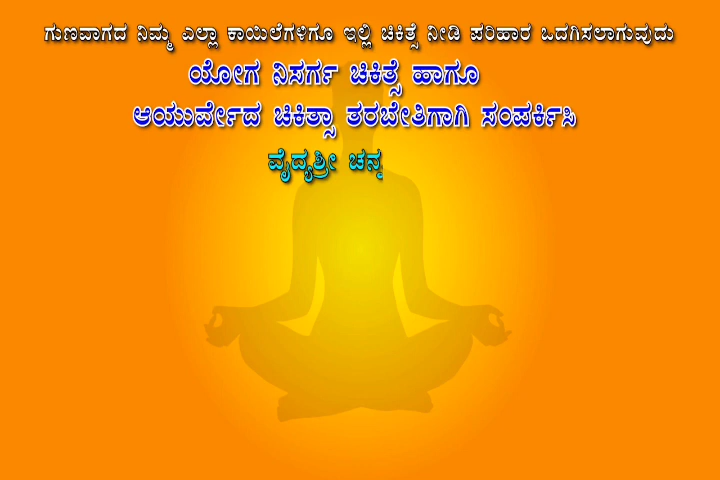 ಗುಣವಾಗದ ನಿಮ್ಮ ಎಲ್ಲಾ ಕಾಯಿಲೆಗಳಿಗೂ ಇಲ್ಲಿ ಚಿಕಿತ್ಸೆ ನೀಡಿ ಪರಿಹಾರ ಒದಗಿಸಲಾಗುವುದು
ಯೋಗ ನಿಸರ್ಗ ಚಿಕಿತ್ಸೆ ಹಾಗೂ
ಆಯುರ್ವೇದ ಚಿಕಿತ್ಸಾ ತರಬೇತಿಗಾಗಿ ಸಂಪರ್ಕಿಸಿ
ವೈದ್ಯಶ್ರೀ ಚನ್ನ